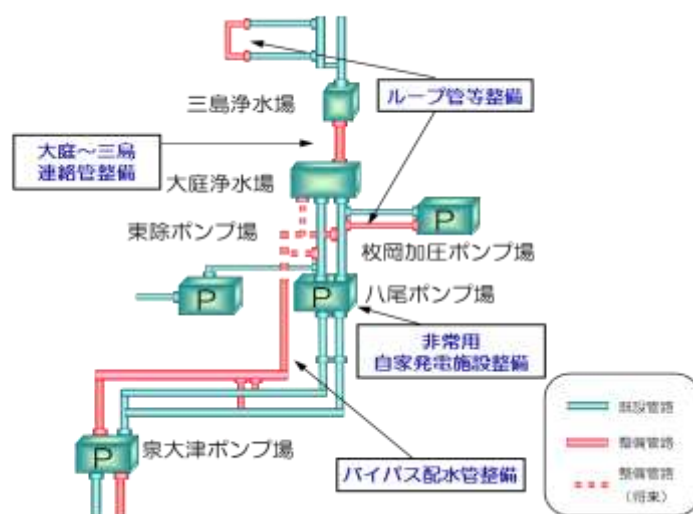 三島浄水場
ループ管等整備
大庭～三島
連絡管整備
大庭浄水場
東除ポンプ場
P
枚岡加圧ポンプ場
P
P
八尾ポンプ場
非常用
自家発電施設整備
P
泉大津ポンプ場
バイパス配水管整備
既設管路
整備管路
整備管路
（将来）